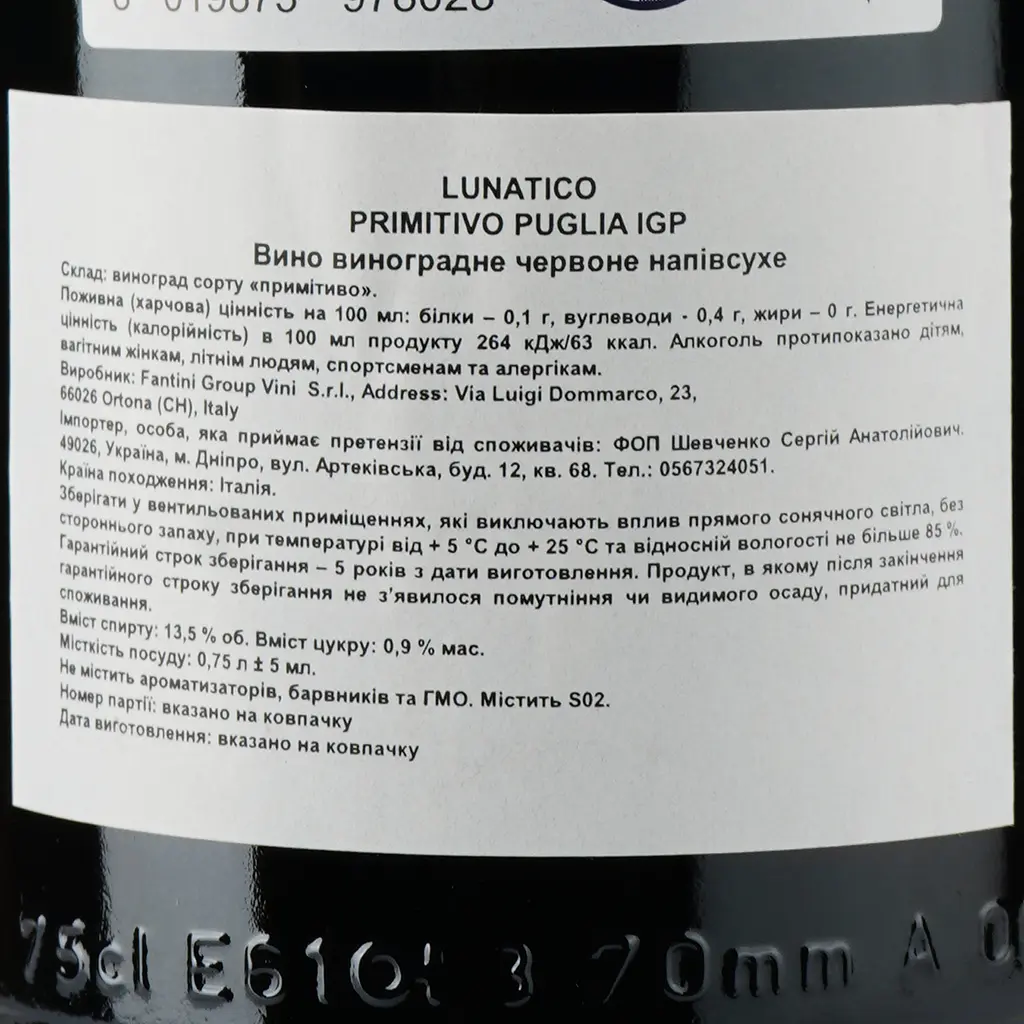 019873 978028
LUNATICO
PRIMITIVO PUGLIA IGP
Вино виноградне червоне напівсухе
Склад: виноград сорту «примітиво».
Поживна (харчова) цінність на 100 мл: білки – 0,1 г, вуглеводи - 0,4 г, жири – 0 г. Енергетична
цінність (калорійність) в 100 мл продукту 264 кДж/63 ккал. Алкоголь протипоказано дітям,
вагітним жінкам, літнім людям, спортсменам та алергікам.
Виробник: Fantini Group Vini S.r.l., Address: Via Luigi Dommarco, 23,
66026 Ortona (CH), Italy
Імпортер, особа, яка приймає претензії від споживачів: ФОП Шевченко Сергій Анатолійович.
49026, Україна, м. Дніпро, вул. Артеківська, буд. 12, кв. 68. Тел.: 0567324051.
Країна походження: Італія.
Зберігати у вентильованих приміщеннях, які виключають вплив прямого сонячного світла, без
стороннього запаху, при температурі від + 5 °C до + 25 °C та відносній вологості не більше 85 %.
Гарантійний строк зберігання – 5 років з дати виготовлення. Продукт, в якому після закінчення
гарантійного строку зберігання не з’явилося помутніння чи видимого осаду, придатний для
споживання.
Вміст спирту: 13,5 % об. Вміст цукру: 0,9 % мас.
Місткість посуду: 0,75 л ± 5 мл.
Не містить ароматизаторів, барвників та ГМО. Містить S02.
Номер партії: вказано на ковпачку
Дата виготовлення: вказано на ковпачку
75cl 3 70mm A